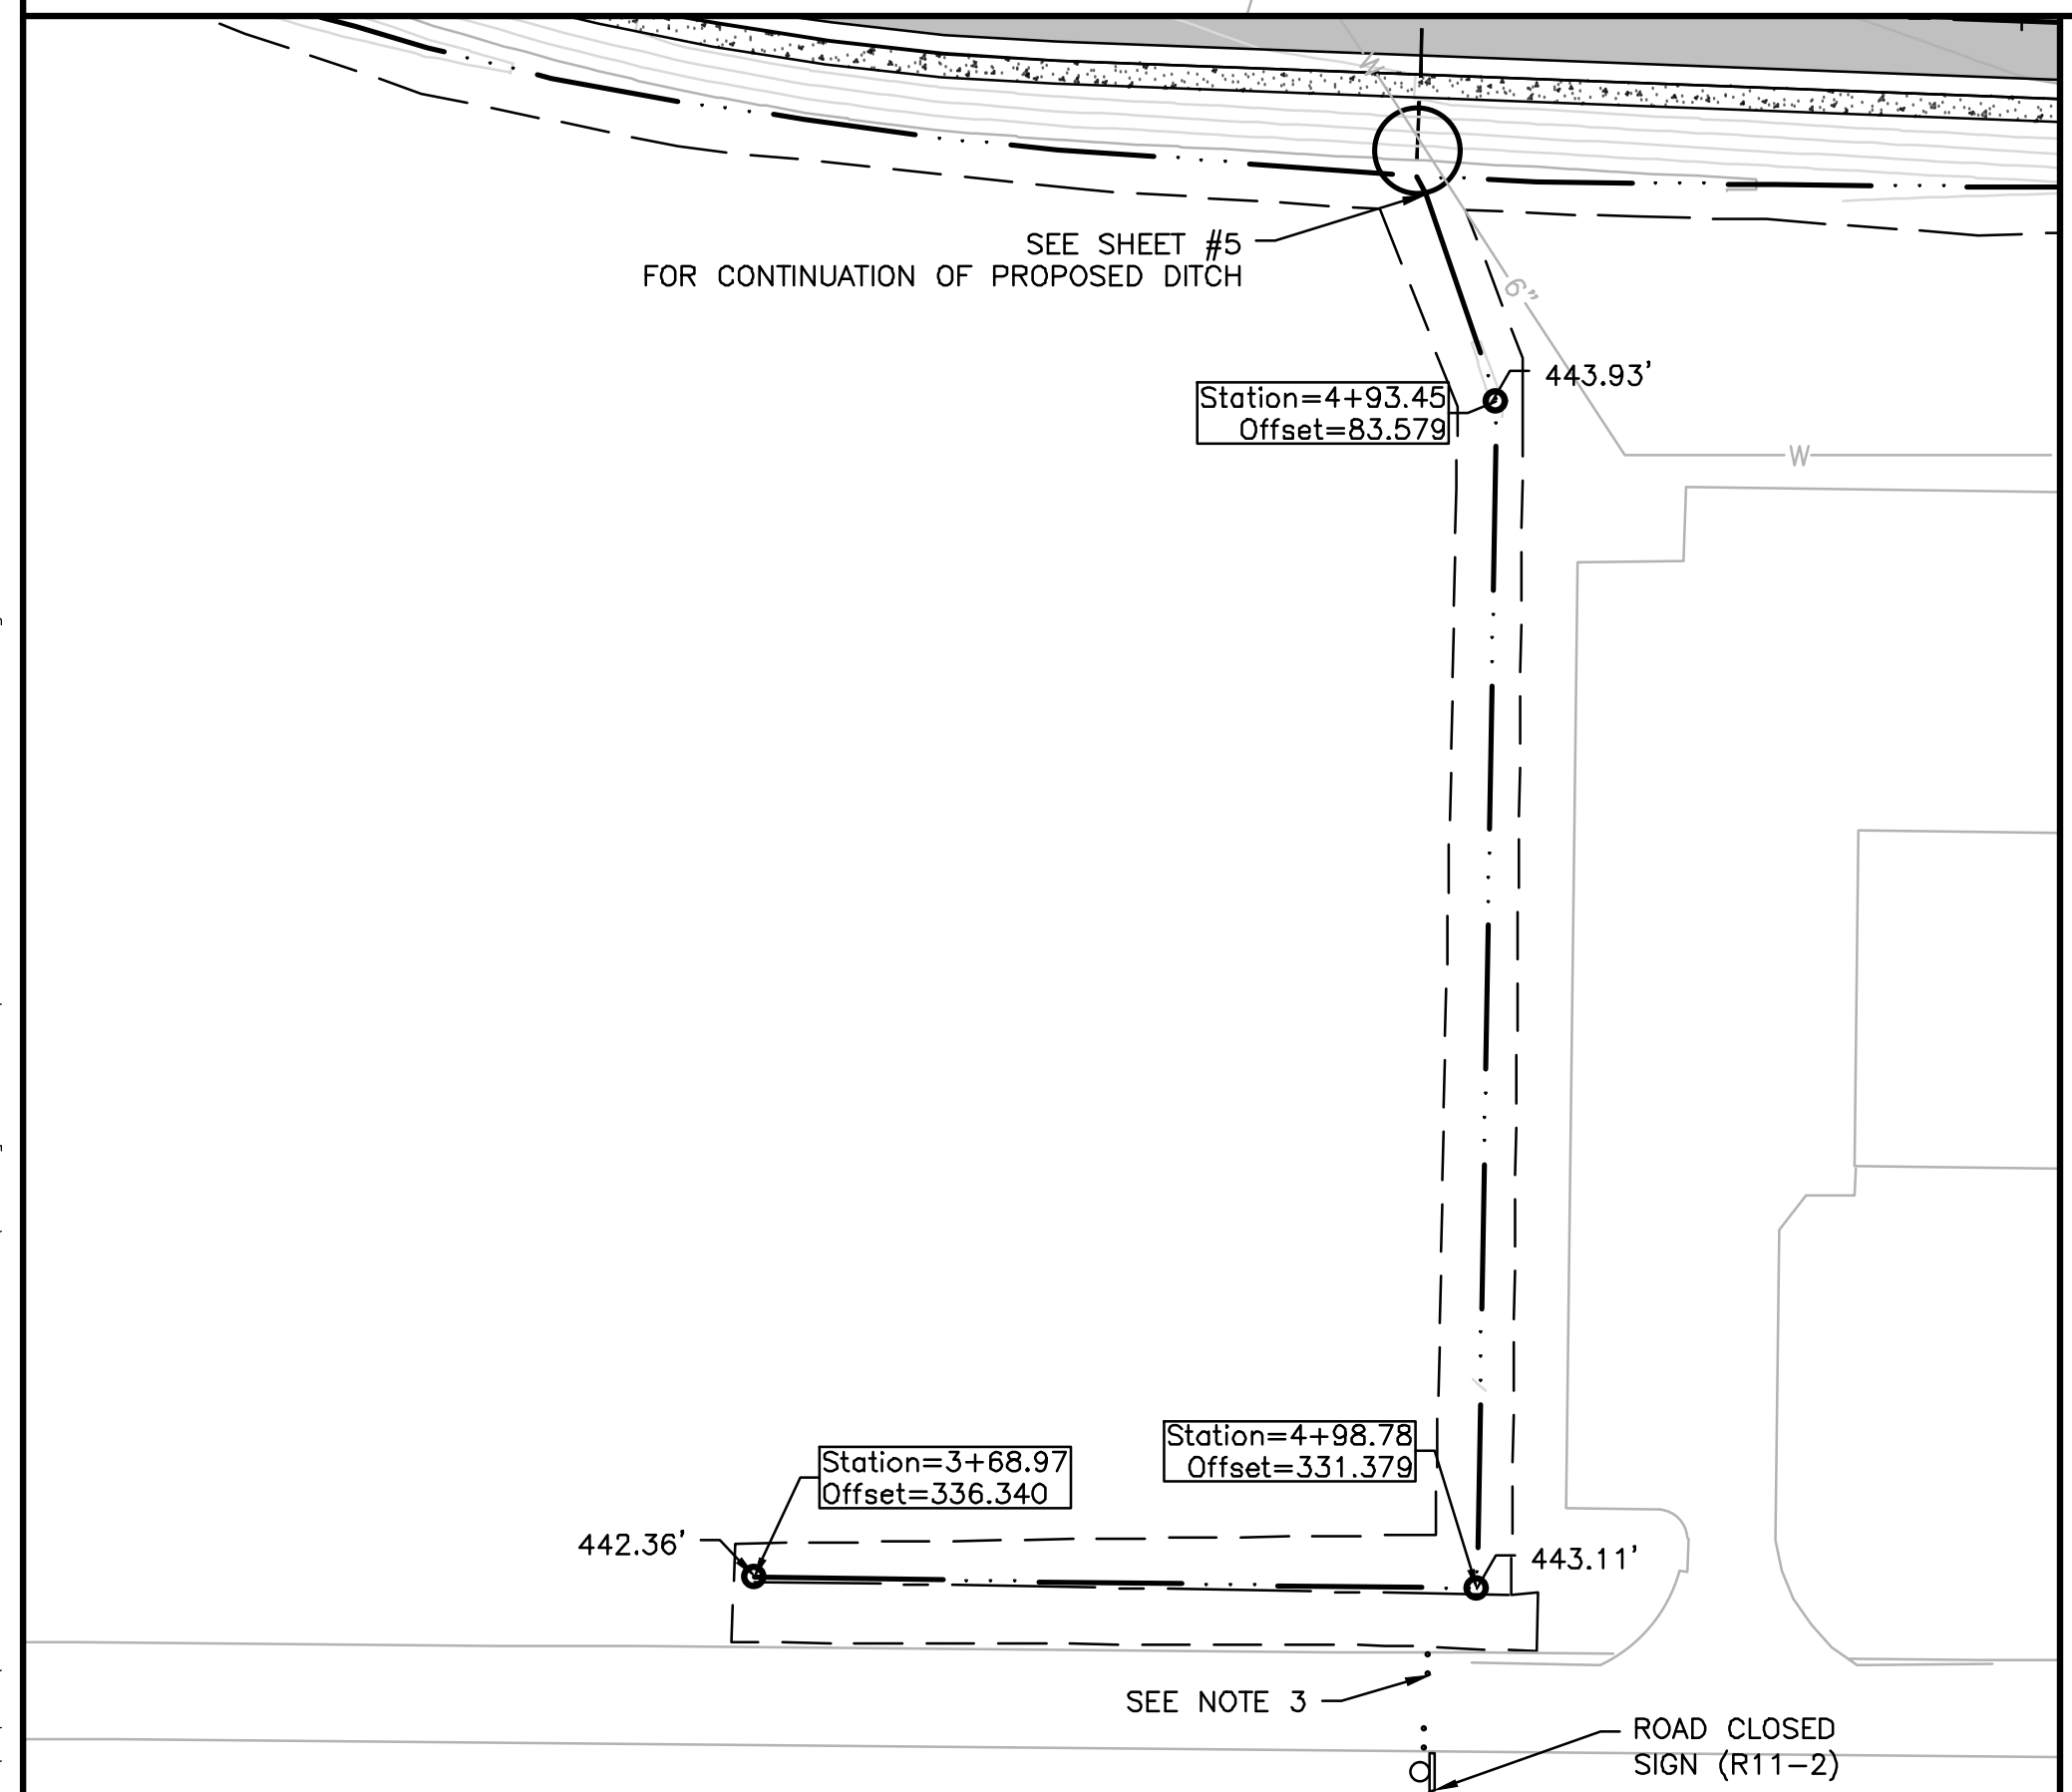 W
SEE SHEET #5
FOR CONTINUATION OF PROPOSED DITCH
6"
443.93'
Station=4+93.45
Offset=83.579
W
Station=4+98.78
Offset=331.379
Station=3+68.97
Offset=336.340
442.36'
443.11'
SEE NOTE 3
ROAD CLOSED
SIGN (R11-2)